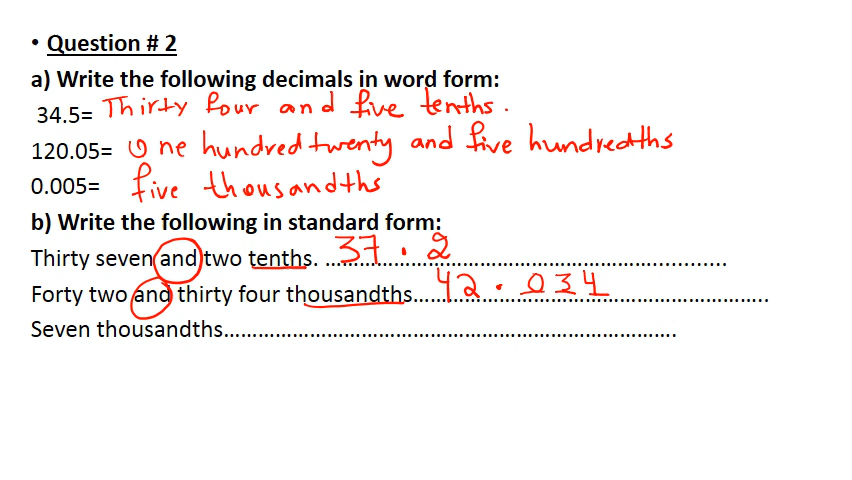 • Question # 2
a) Write the following decimals in word form:
34.5= Thirty four and five tenths.
120.05= One hundred twenty and five hundredths
0.005= five thousandths
b) Write the following in standard form:
Thirty seven and two tenths. ...................................................................... 37.2
Forty two and thirty four thousandths.............................................................. 42.034
Seven thousandths..............................................................................